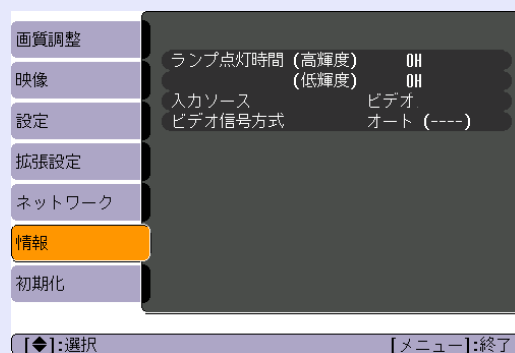 画質調整
映像
設定
拡張設定
ネットワーク
情報
初期化
ランプ点灯時間 (高輝度) 0H
(低輝度) 0H
入力ソース ビデオ
ビデオ信号方式 オート (----)
[◆]:選択 [メニュー]:終了